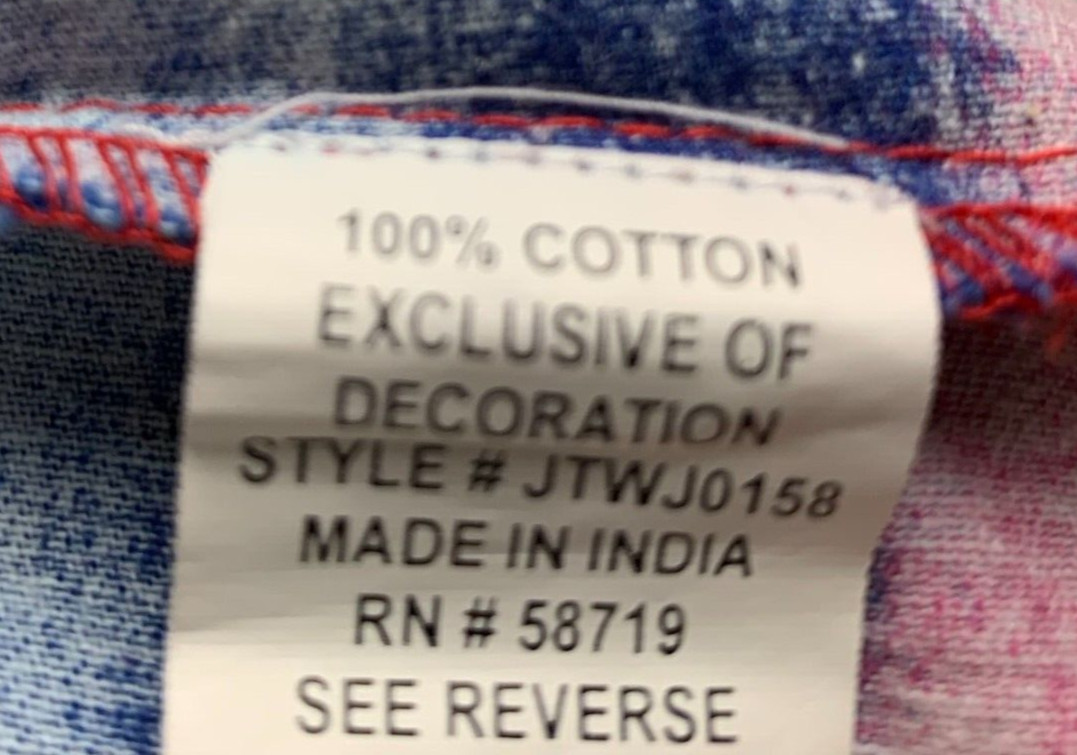 100% COTTON
EXCLUSIVE OF
DECORATION
STYLE # JTWJ0158
MADE IN INDIA
RN # 58719
SEE REVERSE